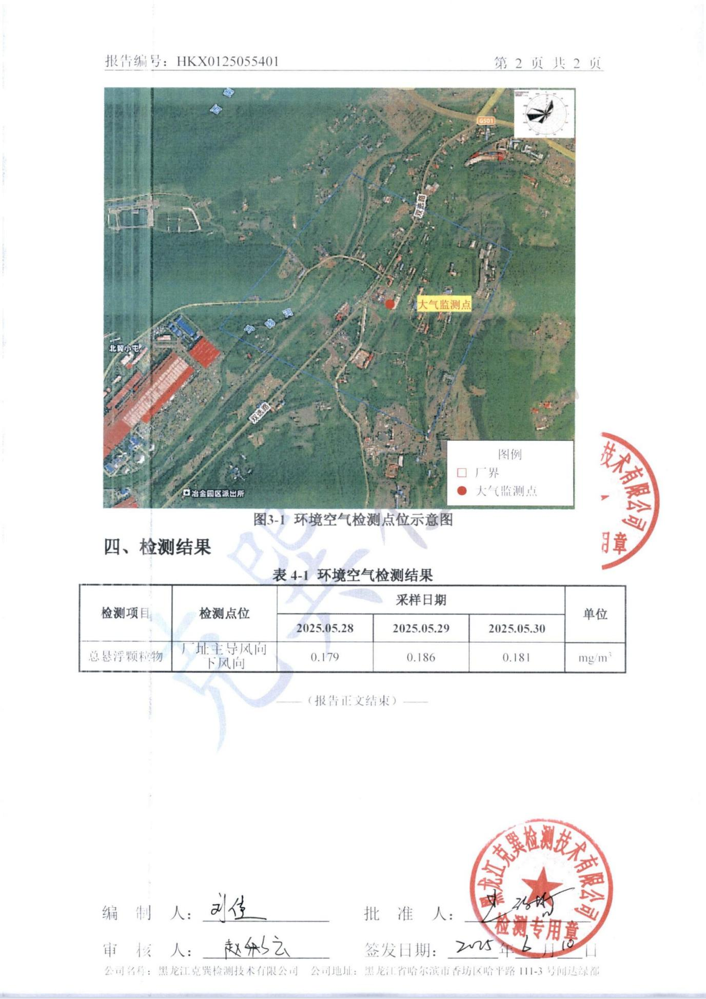 报告编号：HKX0125055401
第 2 页 共 2 页
G501
双选路
大气监测点
北翼小屯
双选路
冶金园区派出所
图例
厂界
大气监测点
技术有限公司
用章
图3-1 环境空气检测点位示意图
四、检测结果
表 4-1 环境空气检测结果
检测项目 检测点位 采样日期 单位
2025.05.28 2025.05.29 2025.05.30
总悬浮颗粒物 厂址主导风向下风向 0.179 0.186 0.181 mg/m³
——（报告正文结束）——
克巽
黑龙江克巽检测技术有限公司
检测专用章
编 制 人：刘佳 批 准 人：
审 核 人：赵 签发日期：2025 年 6 月 10 日
公司名称：黑龙江克巽检测技术有限公司 公司地址：黑龙江省哈尔滨市香坊区哈平路 111-3 号闻达绿都